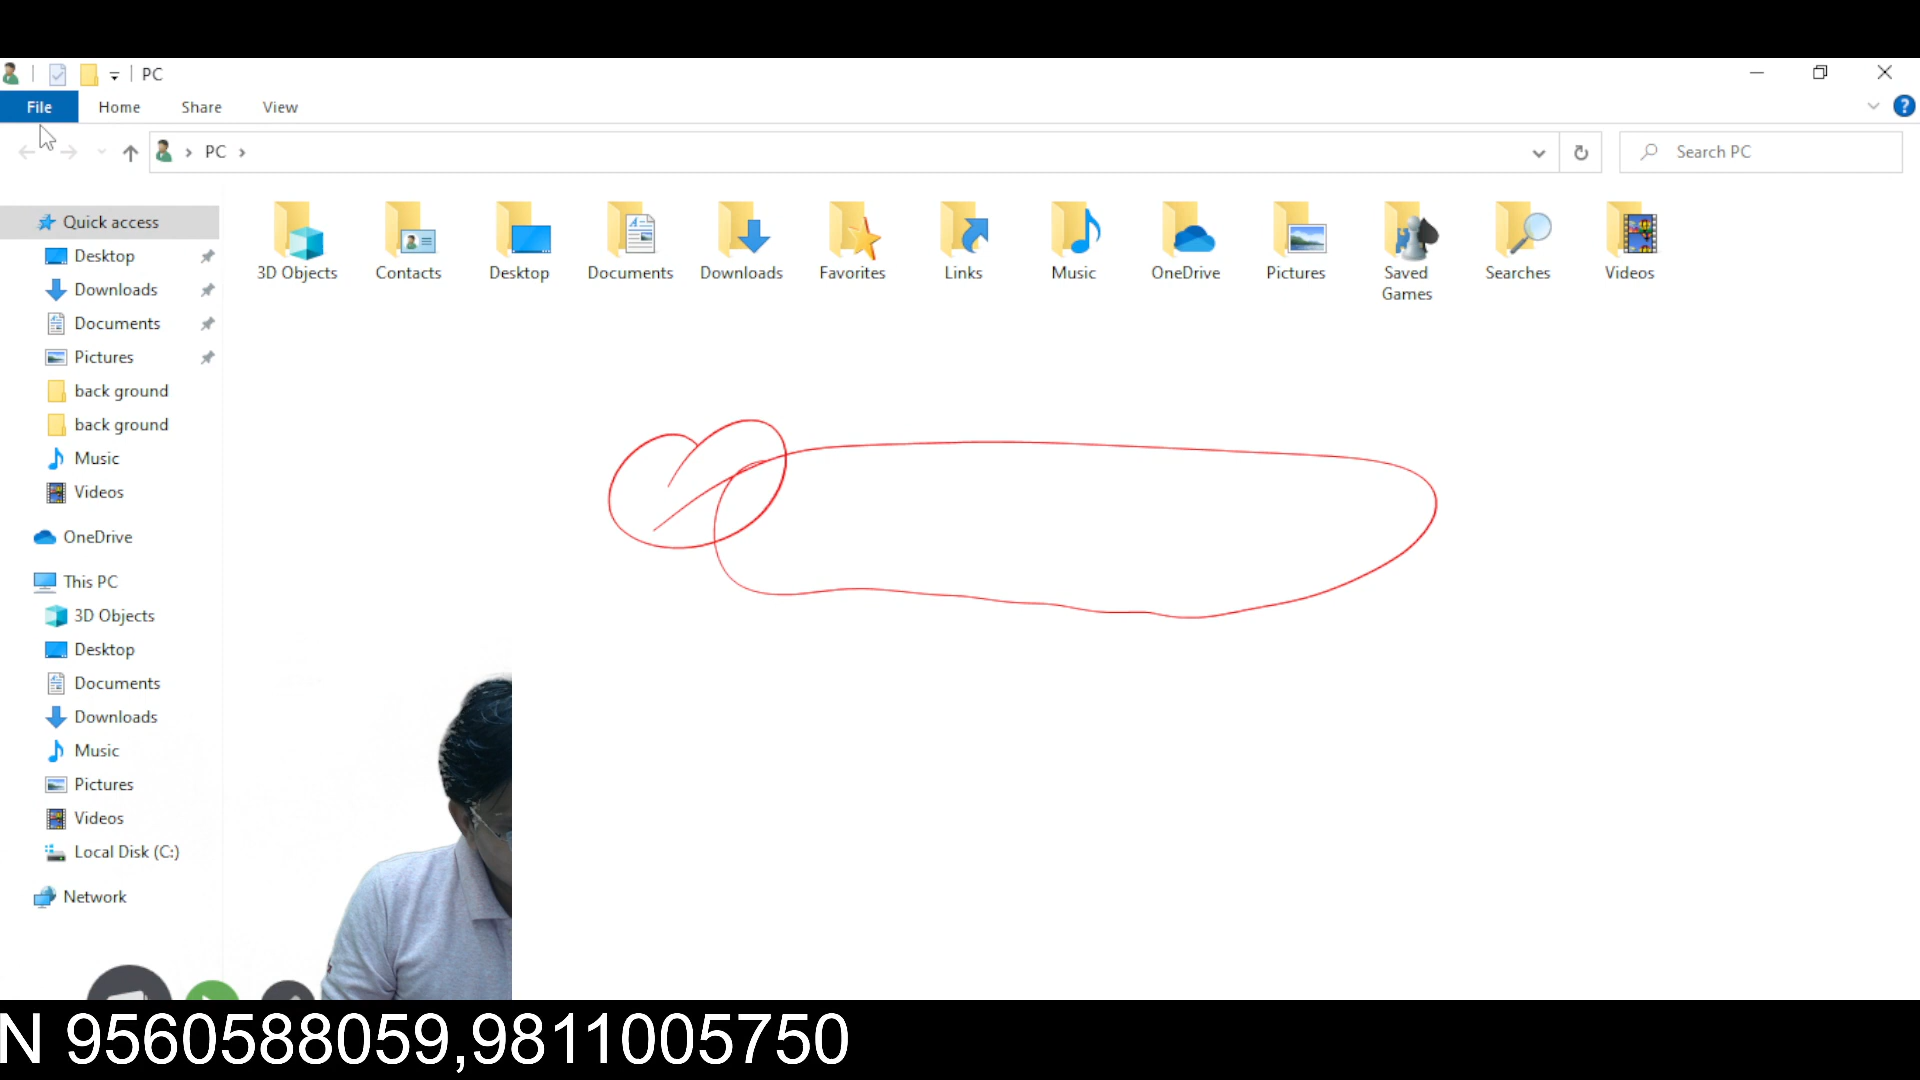 PC
File Home Share View
PC
Search PC
Quick access
Desktop
Downloads
Documents
Pictures
back ground
back ground
Music
Videos
OneDrive
This PC
3D Objects
Desktop
Documents
Downloads
Music
Pictures
Videos
Local Disk (C:)
Network
3D Objects Contacts Desktop Documents Downloads Favorites Links Music OneDrive Pictures Saved Games Searches Videos
N 9560588059,9811005750